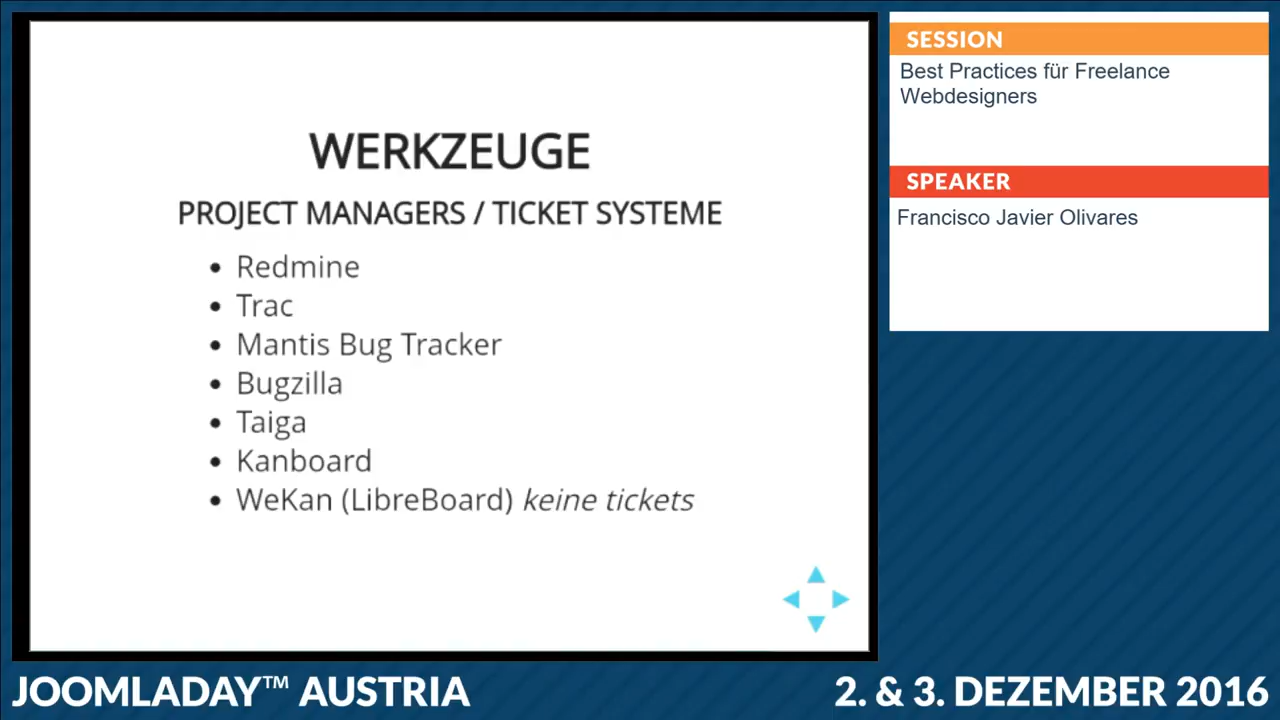 WERKZEUGE
PROJECT MANAGERS / TICKET SYSTEME
Redmine
Trac
Mantis Bug Tracker
Bugzilla
Taiga
Kanboard
WeKan (LibreBoard) keine tickets
SESSION
Best Practices für Freelance
Webdesigners
SPEAKER
Francisco Javier Olivares
JOOMLADAY™ AUSTRIA
2. & 3. DEZEMBER 2016